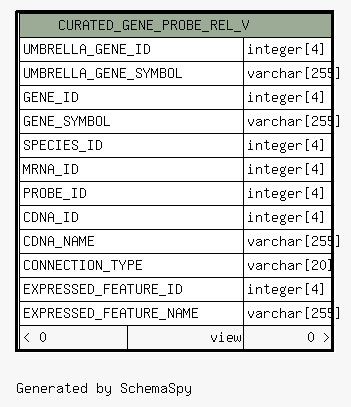 CURATED_GENE_PROBE_REL_V
UMBRELLA_GENE_ID integer[4]
UMBRELLA_GENE_SYMBOL varchar[255]
GENE_ID integer[4]
GENE_SYMBOL varchar[255]
SPECIES_ID integer[4]
MRNA_ID integer[4]
PROBE_ID integer[4]
CDNA_ID integer[4]
CDNA_NAME varchar[255]
CONNECTION_TYPE varchar[20]
EXPRESSED_FEATURE_ID integer[4]
EXPRESSED_FEATURE_NAME varchar[255]
< 0 view 0 >
Generated by SchemaSpy